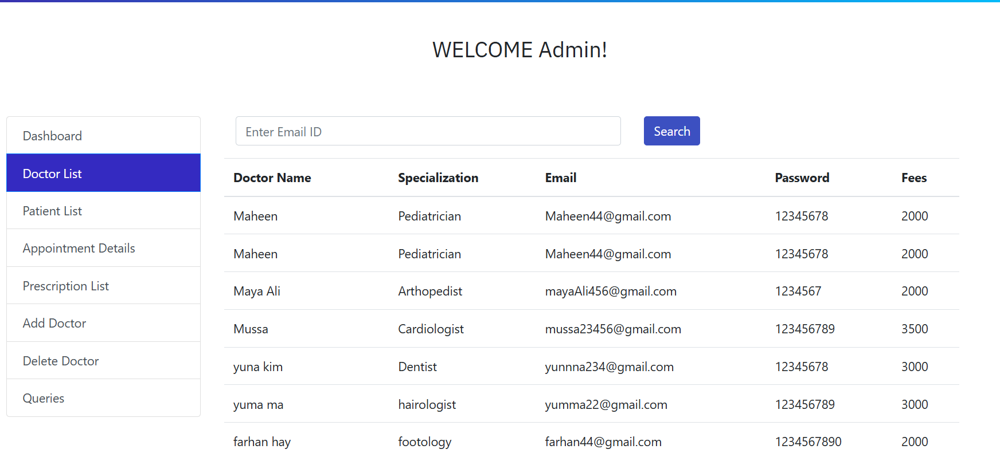 WELCOME Admin!
Dashboard
Doctor List
Patient List
Appointment Details
Prescription List
Add Doctor
Delete Doctor
Queries
Enter Email ID
Search
Doctor Name Specialization Email Password Fees
Maheen Pediatrician Maheen44@gmail.com 12345678 2000
Maheen Pediatrician Maheen44@gmail.com 12345678 2000
Maya Ali Arthopedist mayaAli456@gmail.com 1234567 2000
Mussa Cardiologist mussa23456@gmail.com 123456789 3500
yuna kim Dentist yunnna234@gmail.com 12345678 3000
yuma ma hairologist yumma22@gmail.com 123456789 3000
farhan hay footology farhan44@gmail.com 1234567890 2000